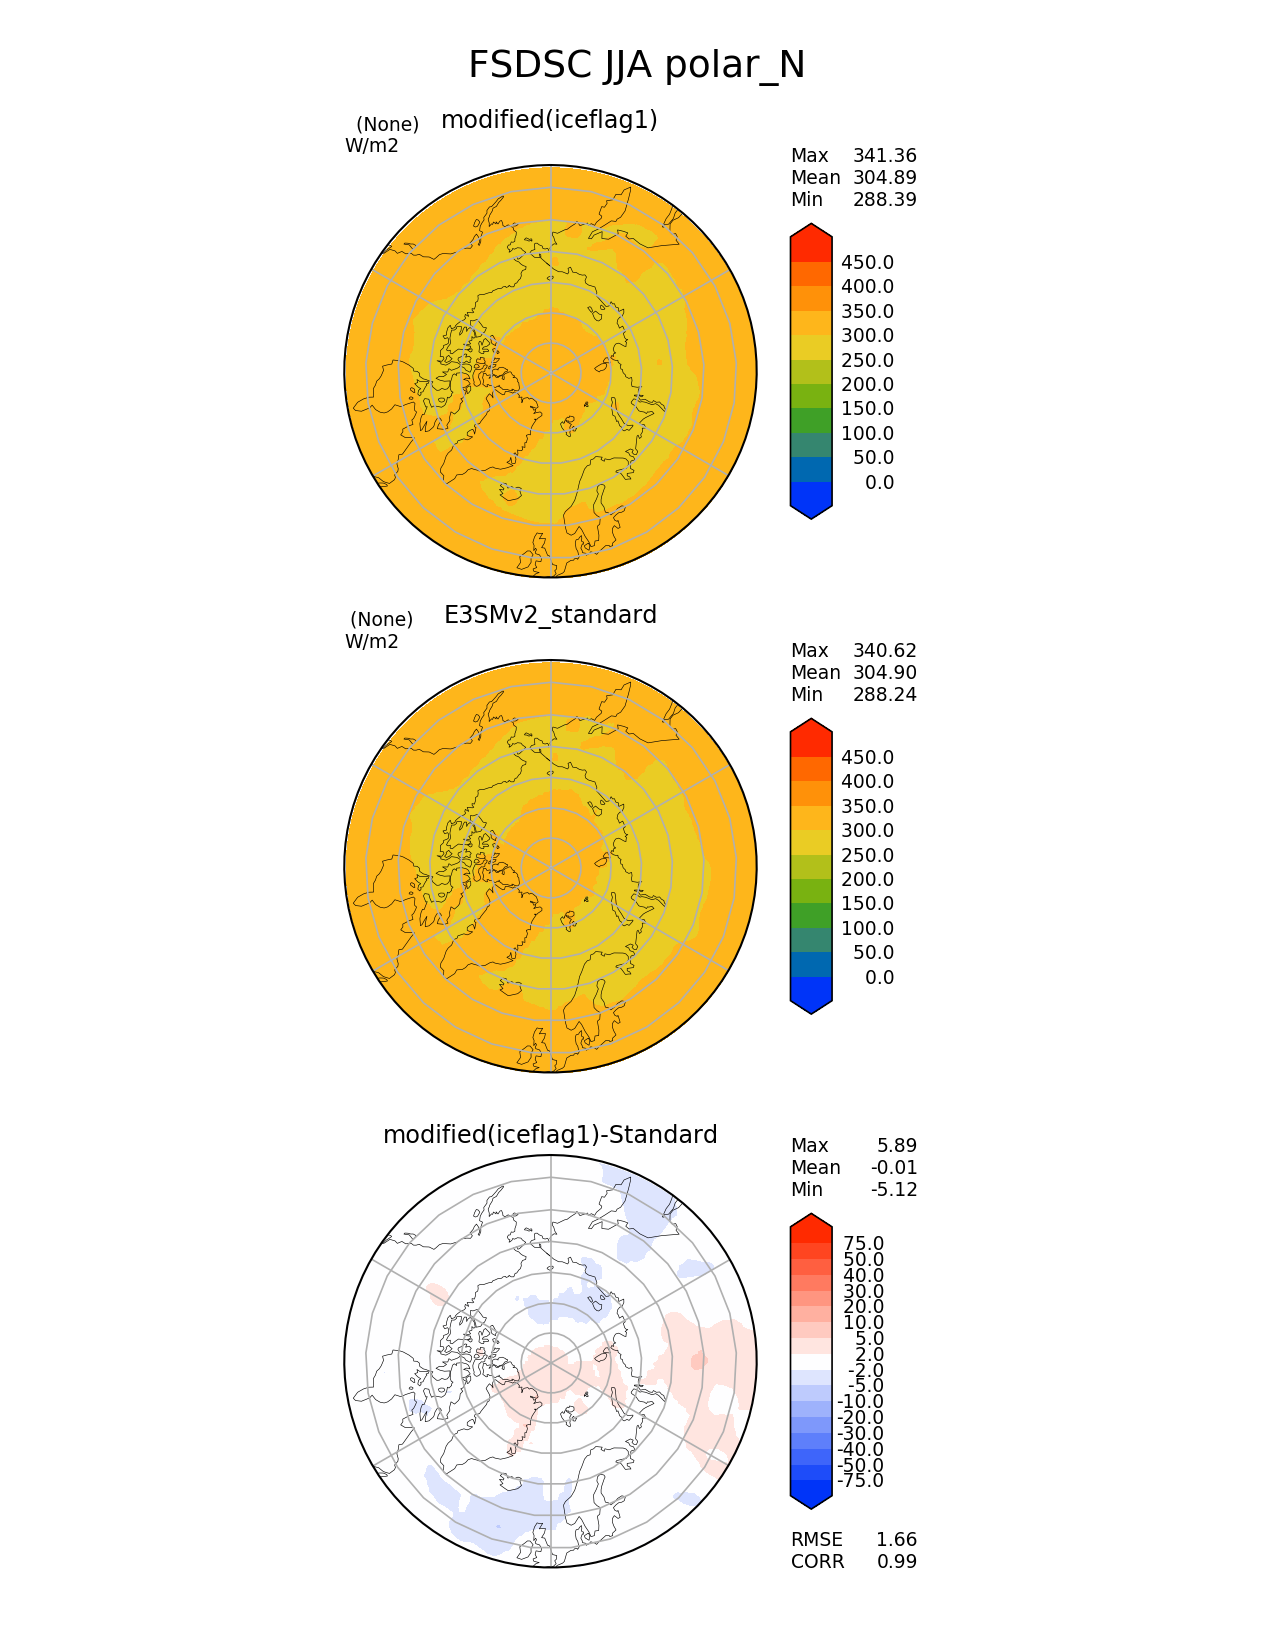 FSDSC JJA polar_N
(None) modified(iceflag1)
W/m2
Max 341.36
Mean 304.89
Min 288.39
450.0
400.0
350.0
300.0
250.0
200.0
150.0
100.0
50.0
0.0
(None) E3SMv2_standard
W/m2
Max 340.62
Mean 304.90
Min 288.24
450.0
400.0
350.0
300.0
250.0
200.0
150.0
100.0
50.0
0.0
modified(iceflag1)-Standard
Max 5.89
Mean -0.01
Min -5.12
75.0
50.0
40.0
30.0
20.0
10.0
5.0
2.0
-2.0
-5.0
-10.0
-20.0
-30.0
-40.0
-50.0
-75.0
RMSE 1.66
CORR 0.99